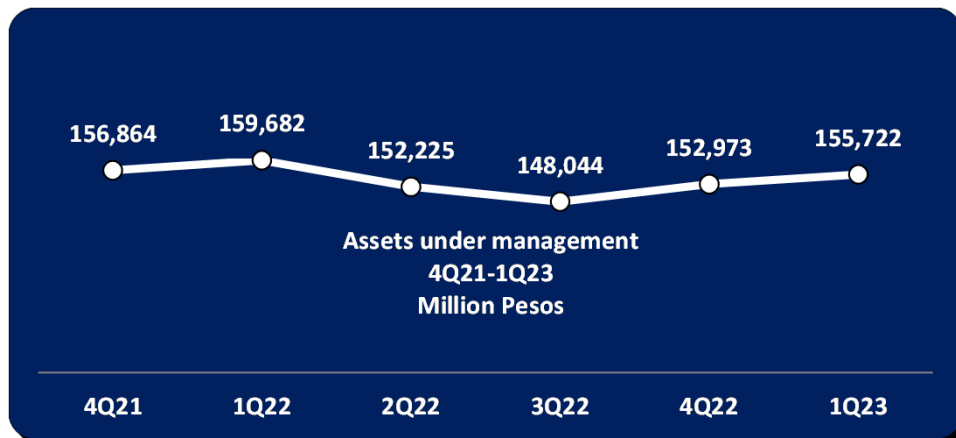 156,864 159,682 152,225 148,044 152,973 155,722
Assets under management
4Q21-1Q23
Million Pesos
4Q21 1Q22 2Q22 3Q22 4Q22 1Q23